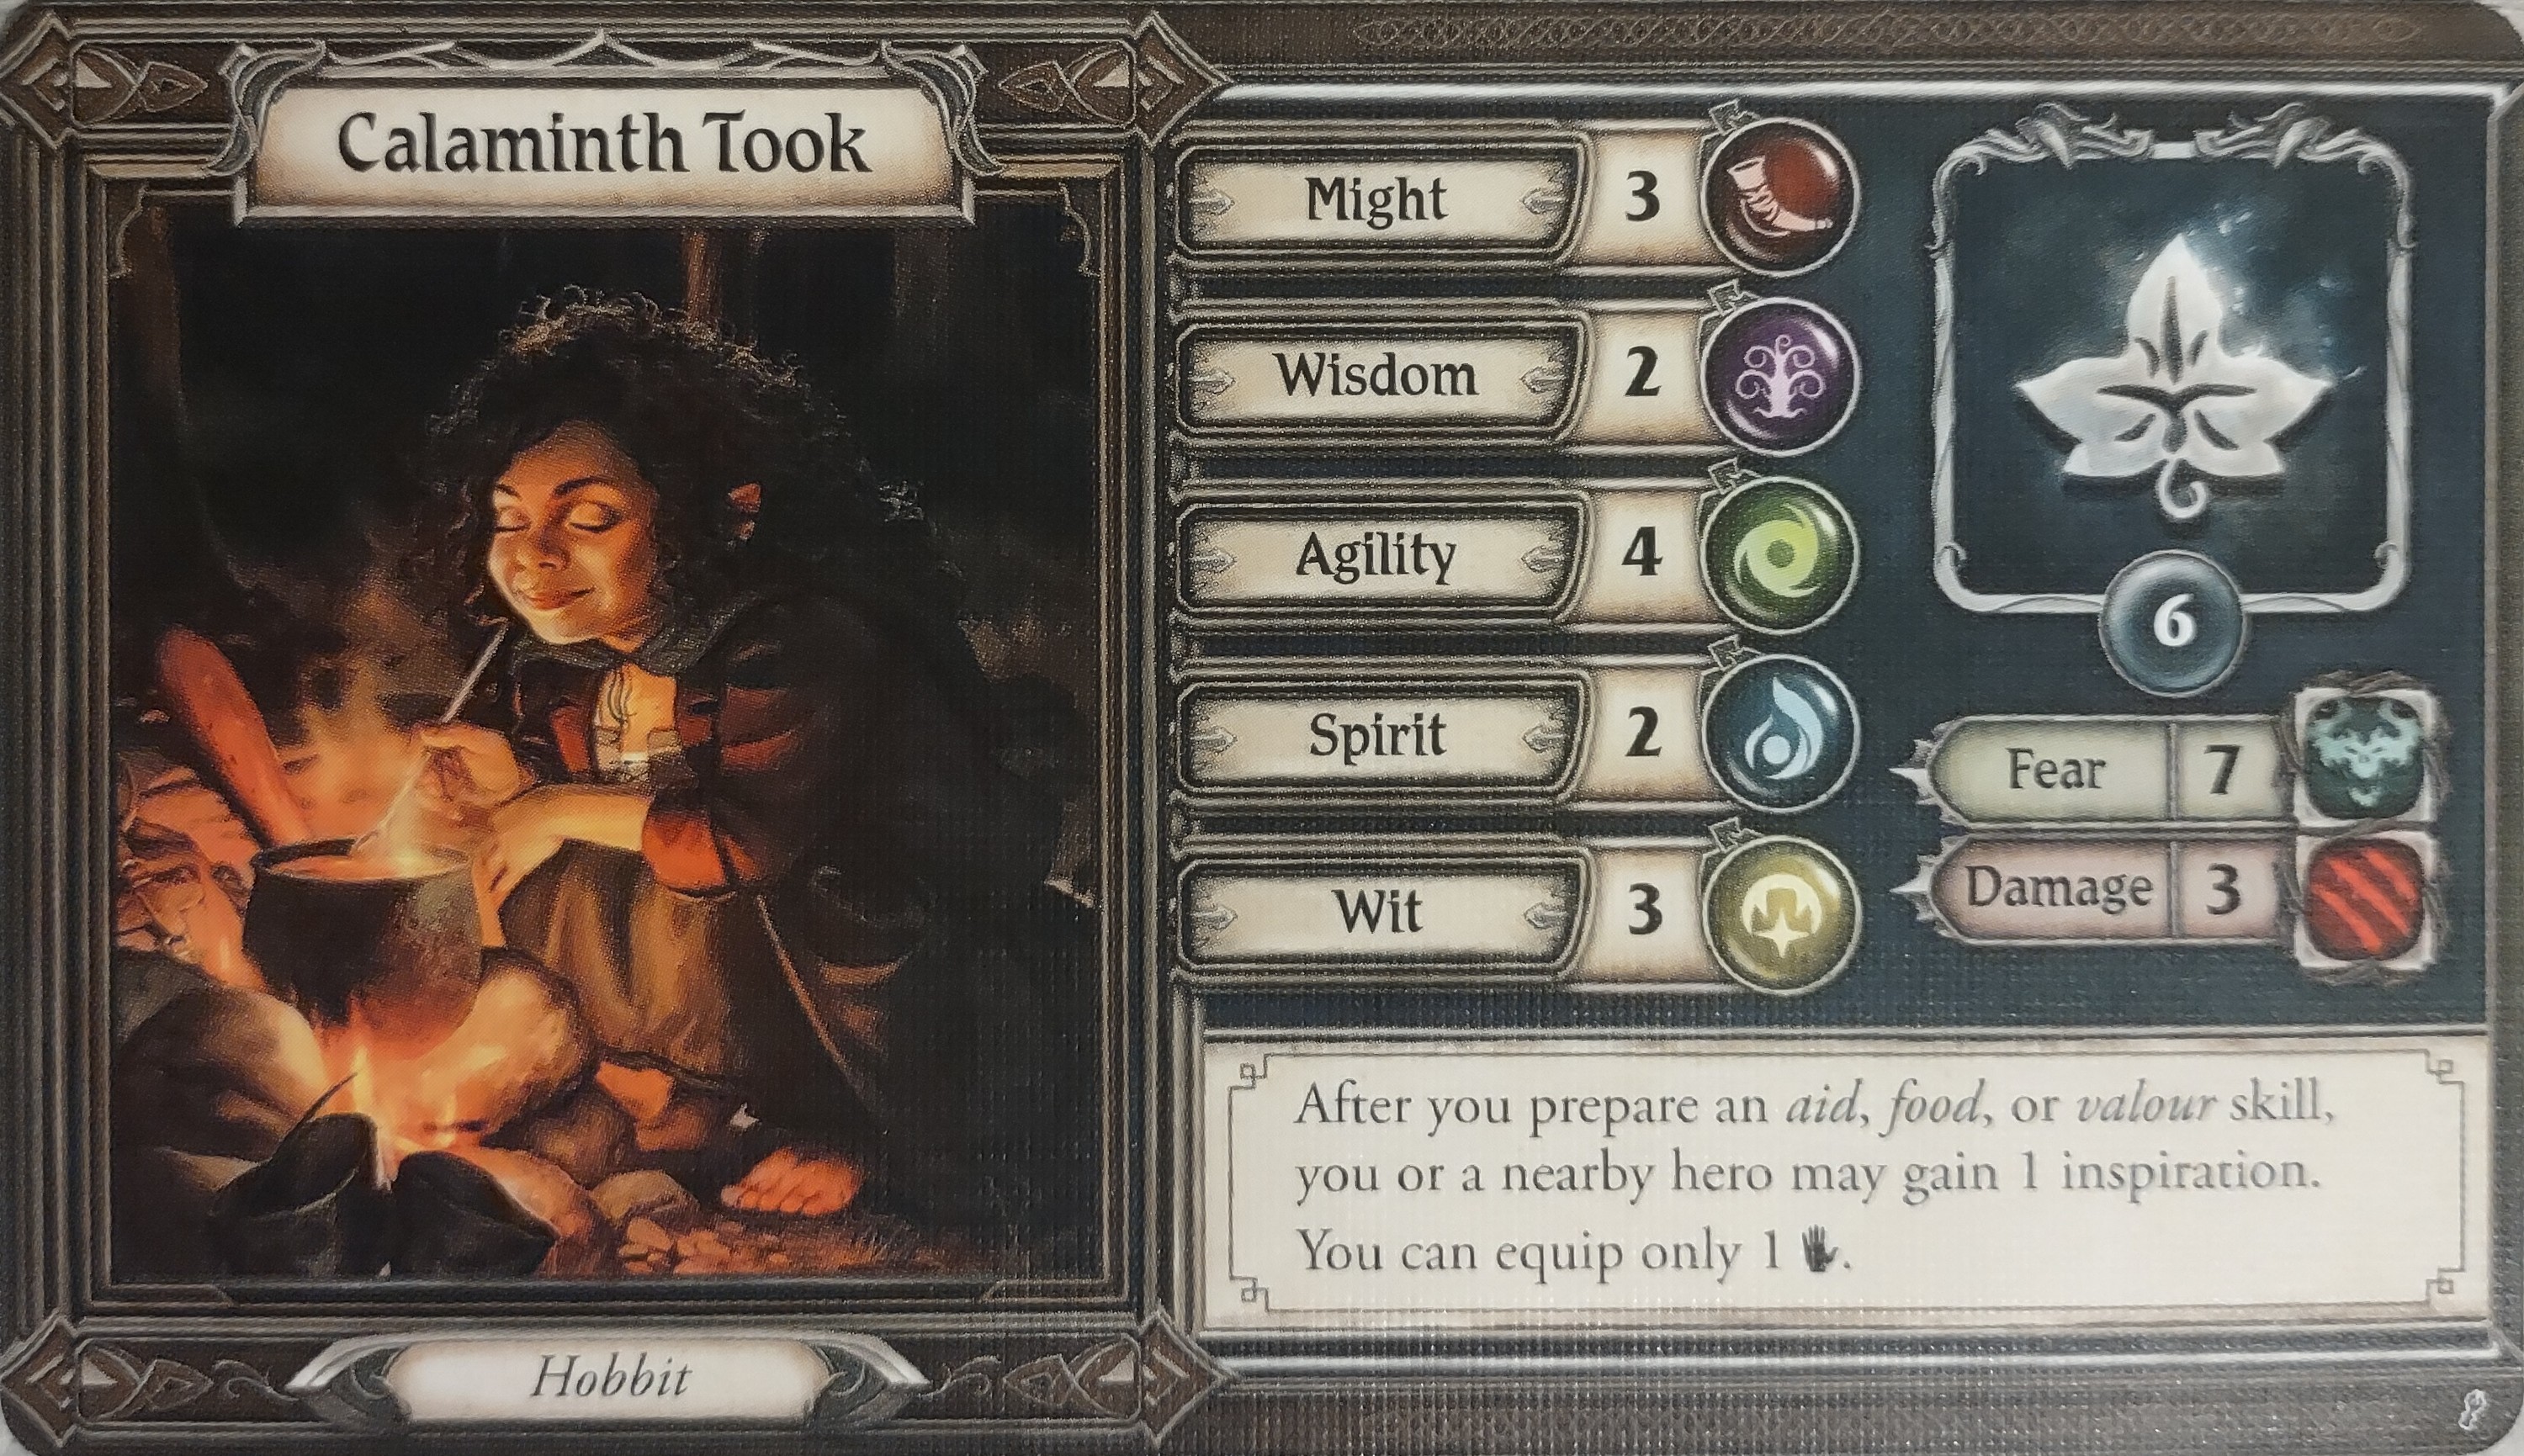 Calaminth Took
Might 3
Wisdom 2
Agility 4
Spirit 2
Wit 3
6
Fear 7
Damage 3
After you prepare an aid, food, or valour skill,
you or a nearby hero may gain 1 inspiration.
You can equip only 1 .
Hobbit